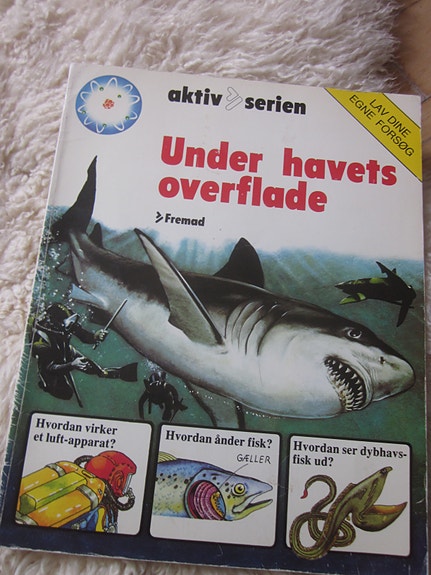 aktiv serien
LAV DINE
EGNE FORSØG
Under havets
overflade
Fremad
Hvordan virker
et luft-apparat?
Hvordan ånder fisk?
GÆLLER
Hvordan ser dybhavs-
fisk ud?